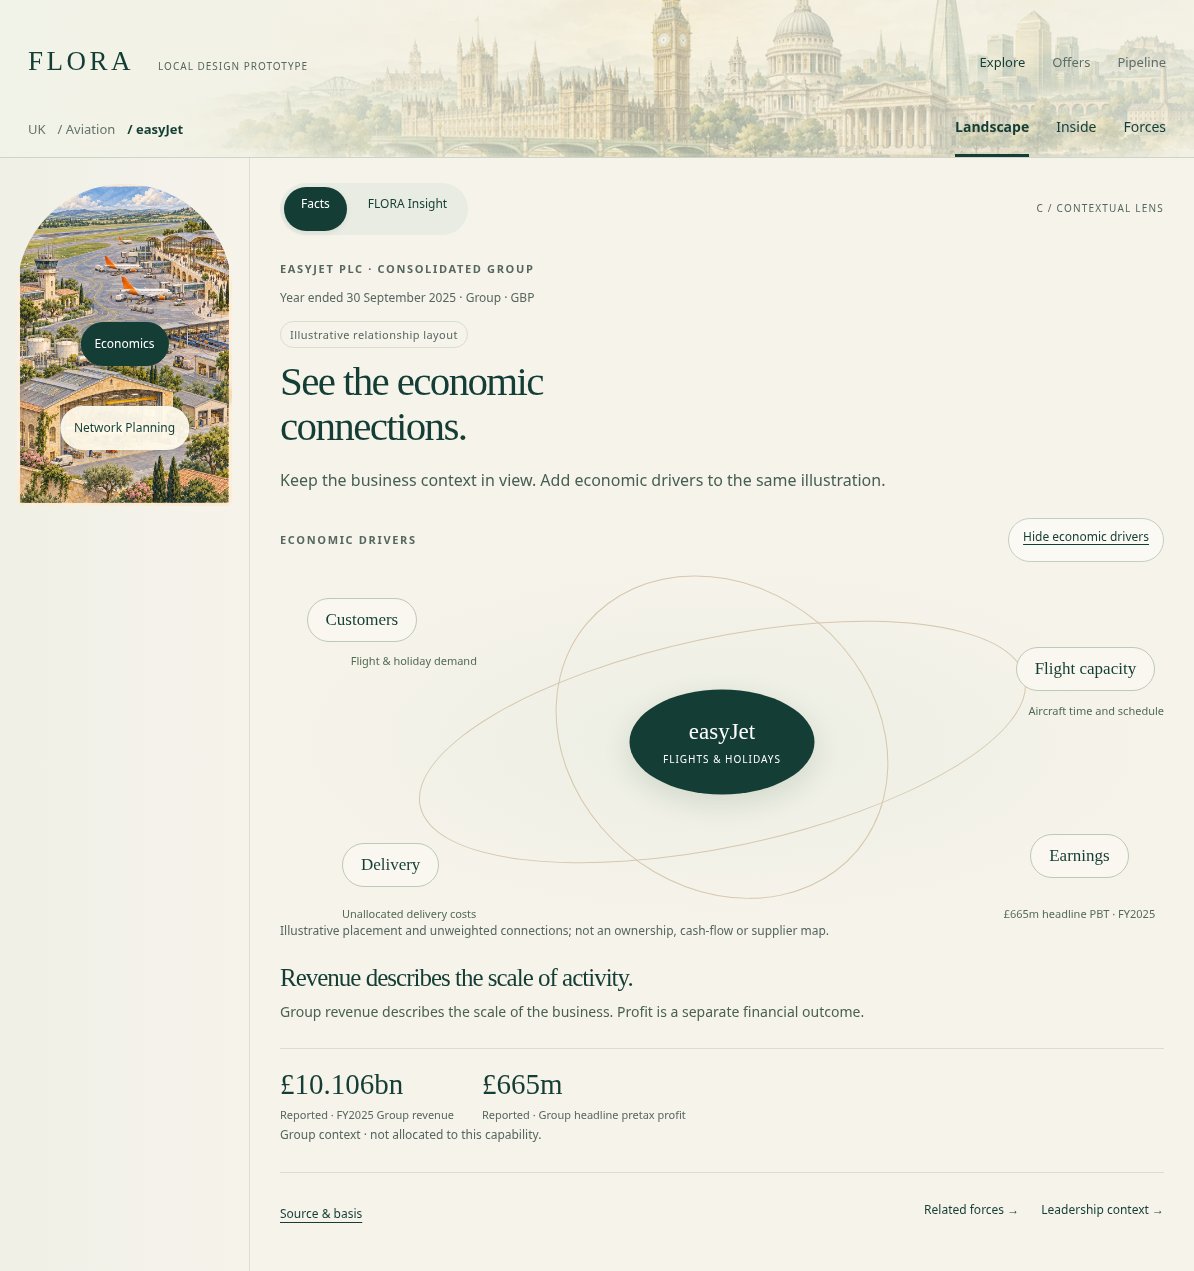 FLORA
LOCAL DESIGN PROTOTYPE
Explore
Offers
Pipeline
UK / Aviation / easyJet
Landscape
Inside
Forces
Economics
Network Planning
Facts
FLORA Insight
C / CONTEXTUAL LENS
EASYJET PLC · CONSOLIDATED GROUP
Year ended 30 September 2025 · Group · GBP
Illustrative relationship layout
See the economic
connections.
Keep the business context in view. Add economic drivers to the same illustration.
ECONOMIC DRIVERS
Hide economic drivers
Customers
Flight & holiday demand
Flight capacity
Aircraft time and schedule
easyJet
FLIGHTS & HOLIDAYS
Delivery
Unallocated delivery costs
Earnings
£665m headline PBT · FY2025
Illustrative placement and unweighted connections; not an ownership, cash-flow or supplier map.
Revenue describes the scale of activity.
Group revenue describes the scale of the business. Profit is a separate financial outcome.
£10.106bn
Reported · FY2025 Group revenue
£665m
Reported · Group headline pretax profit
Group context · not allocated to this capability.
Source & basis
Related forces →
Leadership context →